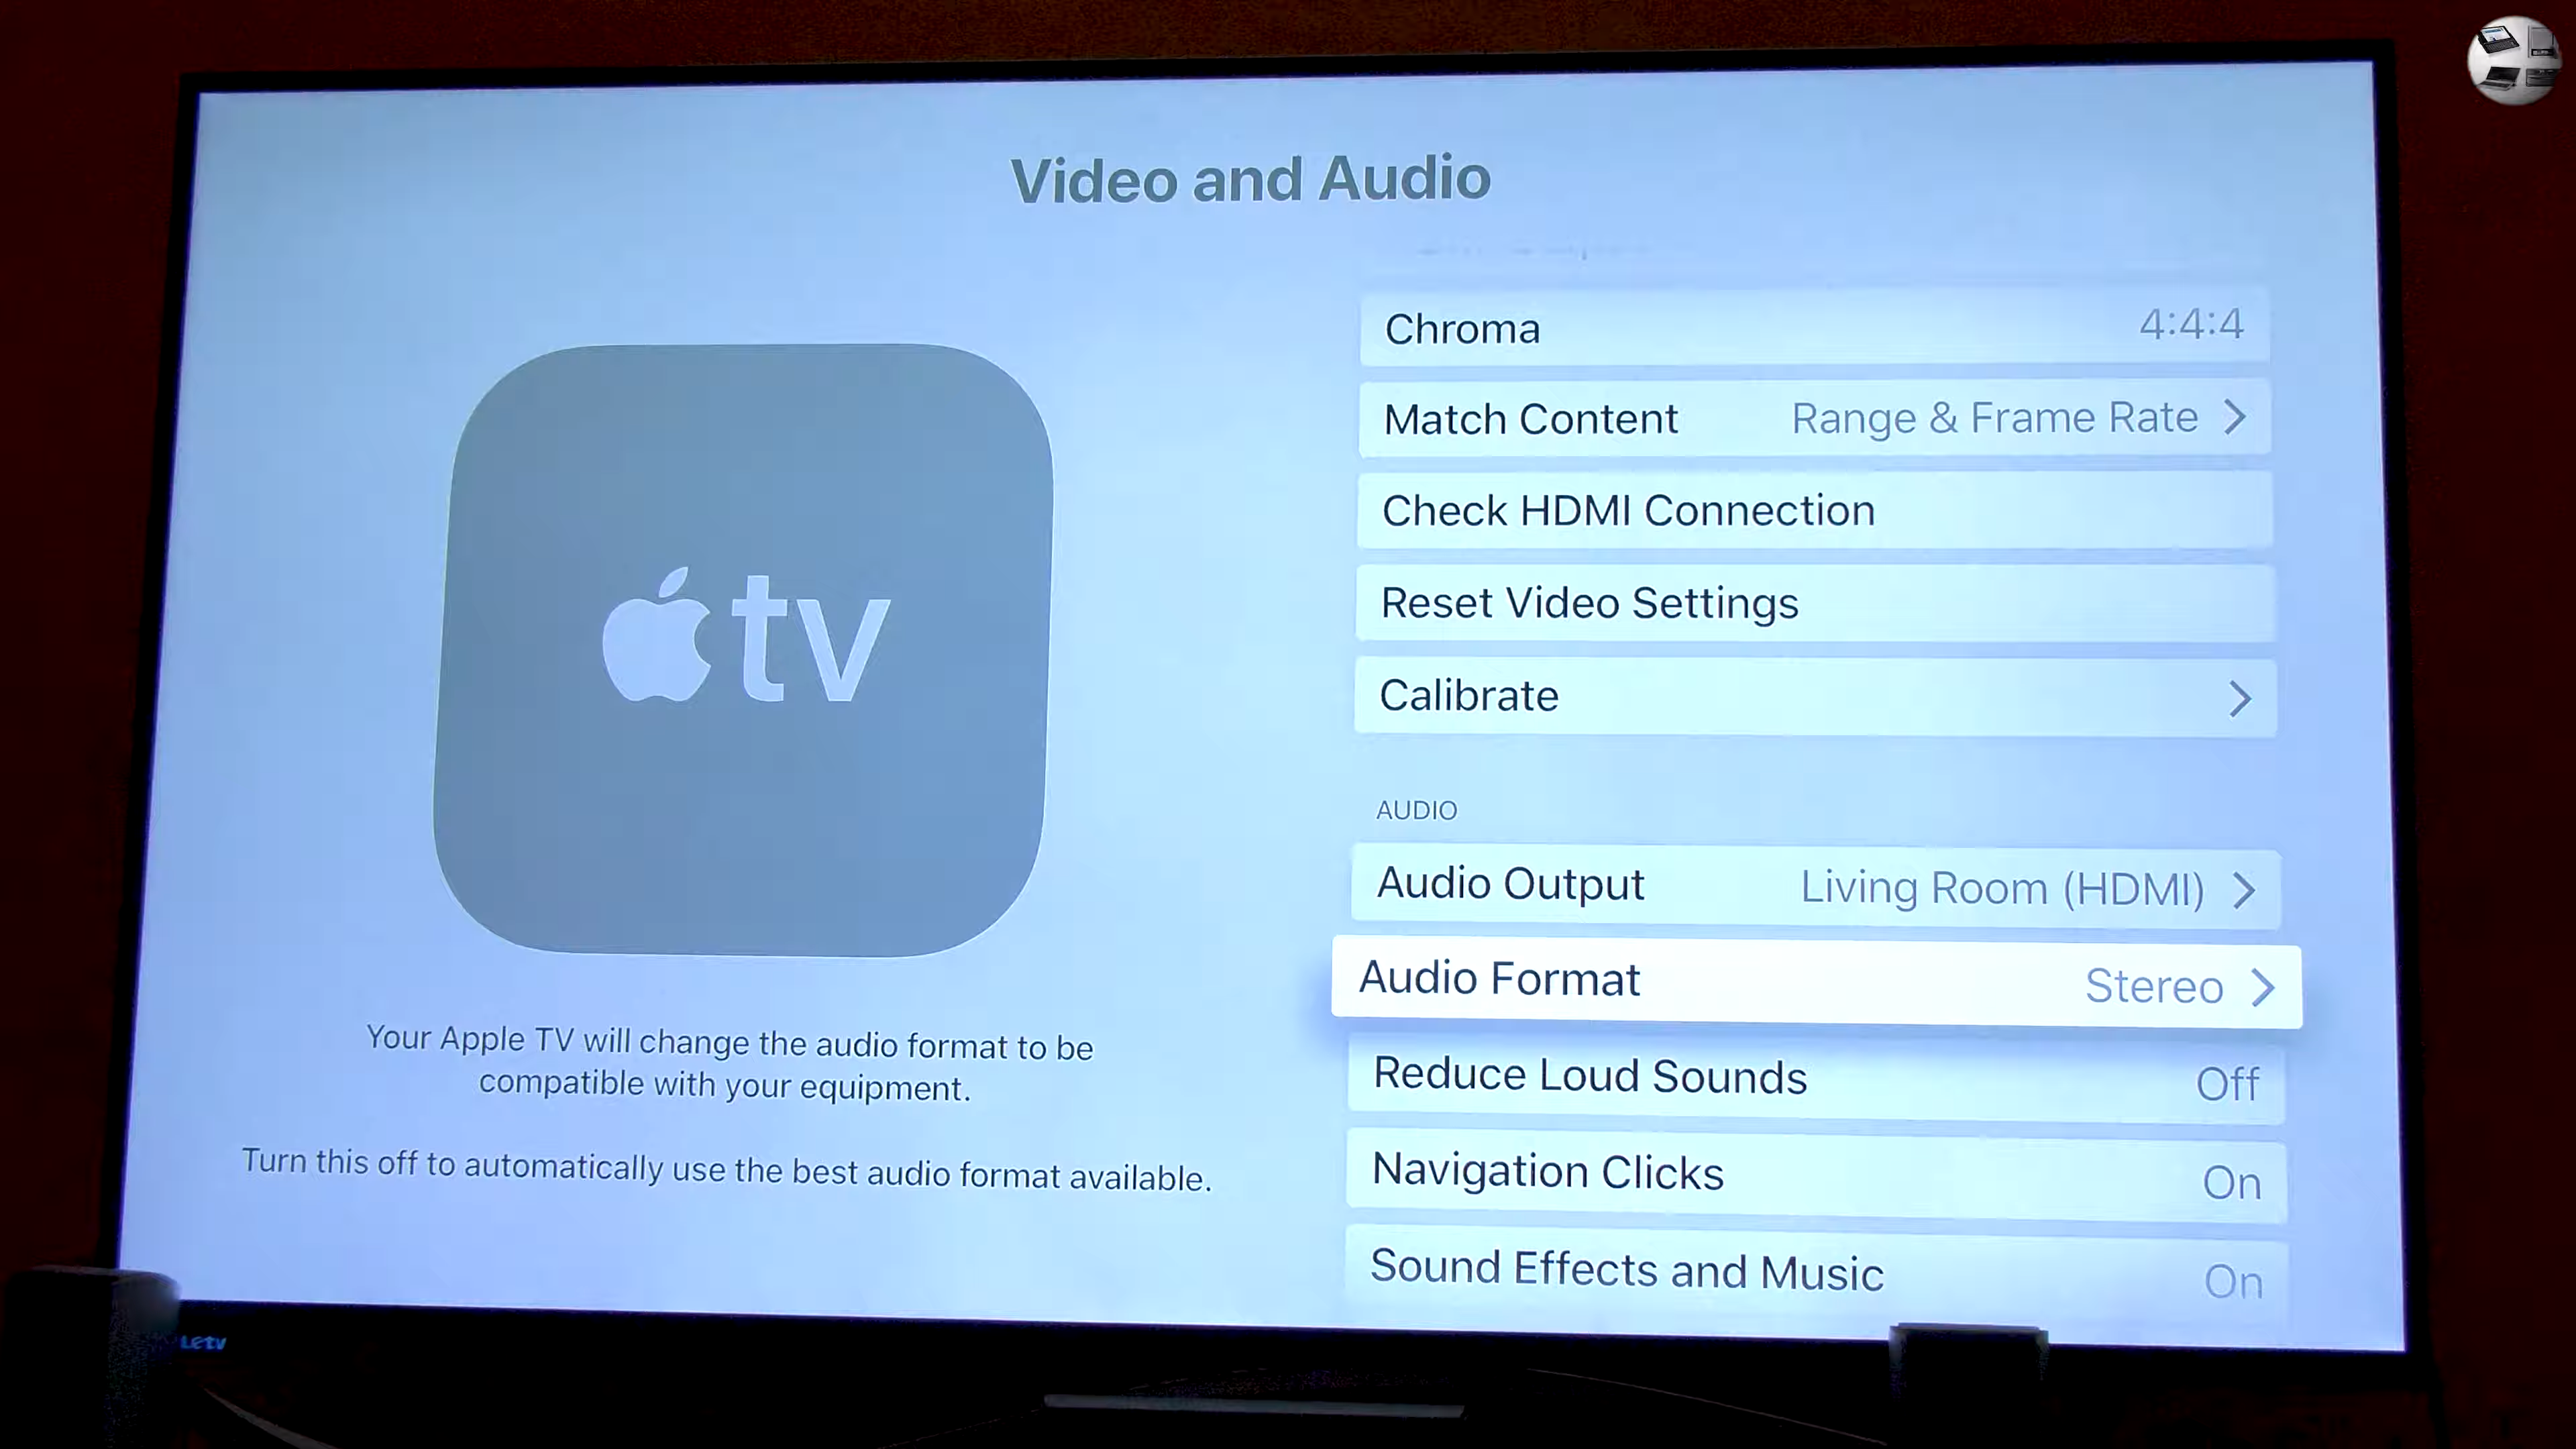 Video and Audio
Chroma 4:4:4
Match Content Range & Frame Rate
Check HDMI Connection
Reset Video Settings
Calibrate
AUDIO
Audio Output Living Room (HDMI)
Audio Format Stereo
Reduce Loud Sounds Off
Navigation Clicks On
Sound Effects and Music On
tv
Your Apple TV will change the audio format to be
compatible with your equipment.
Turn this off to automatically use the best audio format available.
Letv